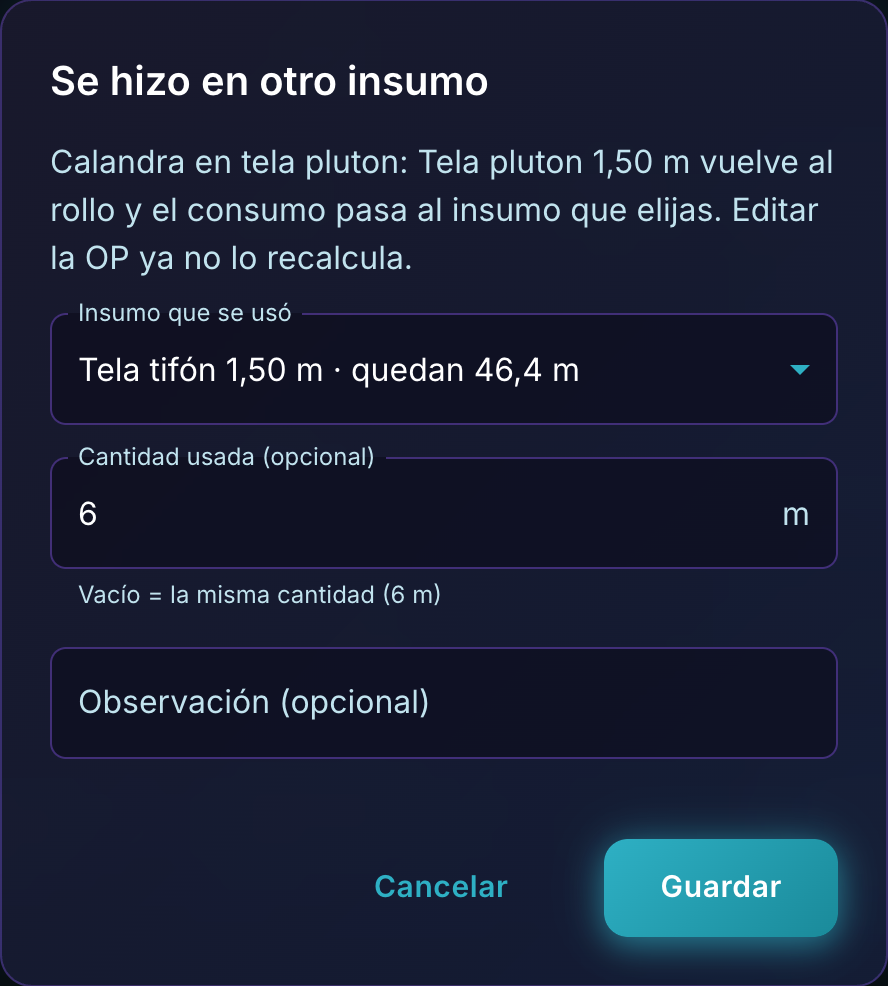 Se hizo en otro insumo
Calandra en tela pluton: Tela pluton 1,50 m vuelve al
rollo y el consumo pasa al insumo que elijas. Editar
la OP ya no lo recalcula.
Insumo que se usó
Tela tifón 1,50 m · quedan 46,4 m
Cantidad usada (opcional)
6 m
Vacío = la misma cantidad (6 m)
Observación (opcional)
Cancelar Guardar